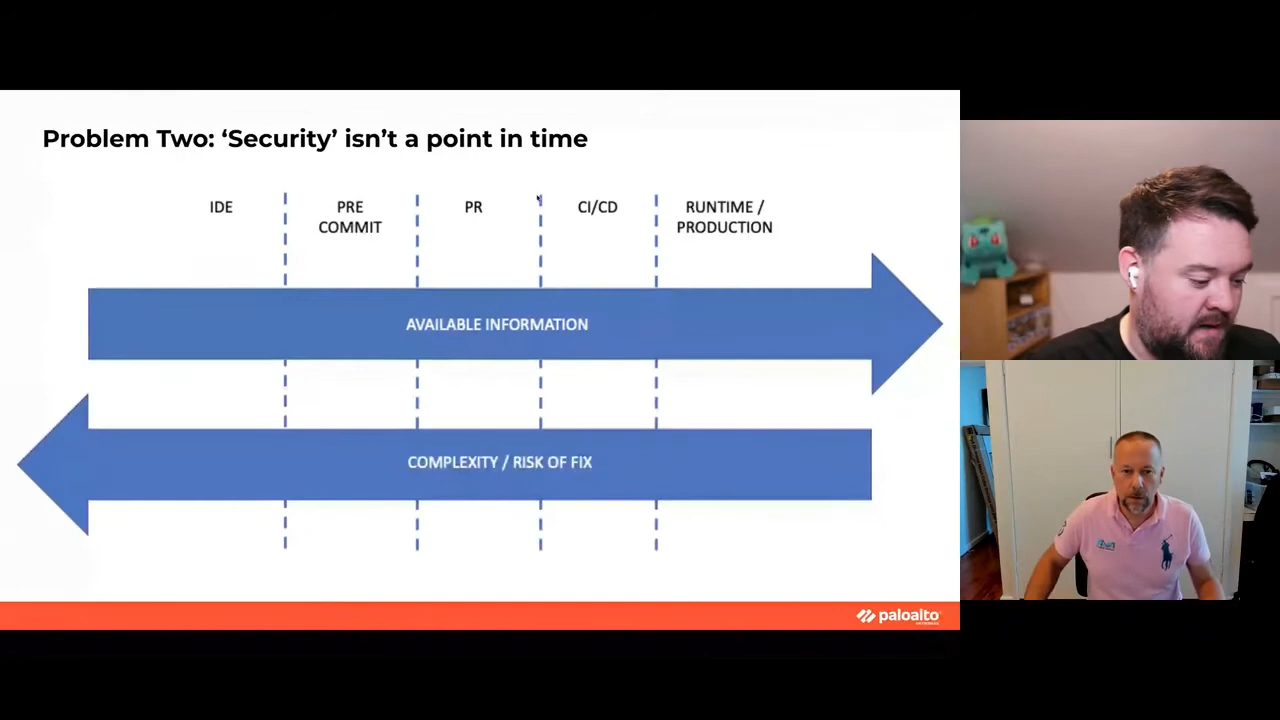 Problem Two: ‘Security’ isn’t a point in time
IDE
PRE
COMMIT
PR
CI/CD
RUNTIME /
PRODUCTION
AVAILABLE INFORMATION
COMPLEXITY / RISK OF FIX
paloalto